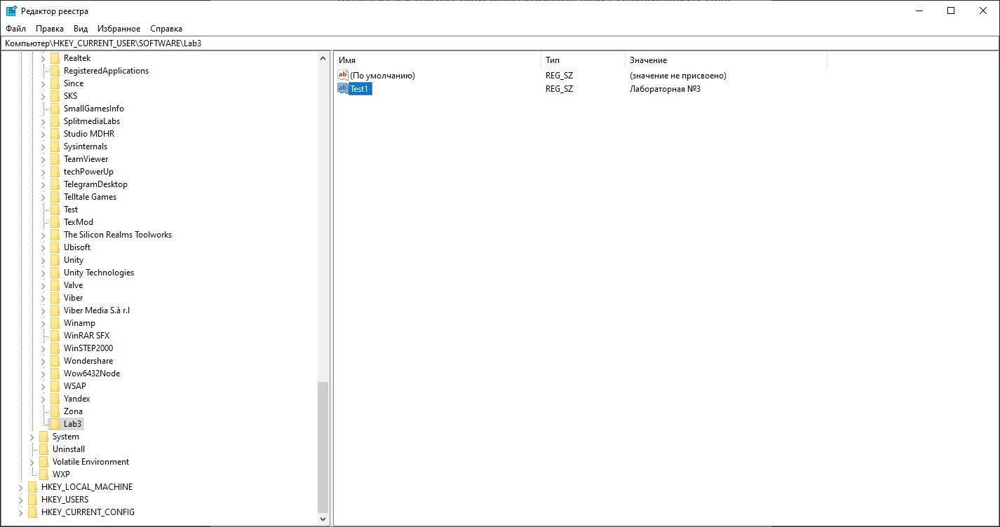 Редактор реестра
Файл Правка Вид Избранное Справка
Компьютер\HKEY_CURRENT_USER\SOFTWARE\Lab3
Realtek
RegisteredApplications
Since
SKS
SmallGamesInfo
SplitmediaLabs
Studio MDHR
Sysinternals
TeamViewer
techPowerUp
TelegramDesktop
Telltale Games
Test
TexMod
The Silicon Realms Toolworks
Ubisoft
Unity
Unity Technologies
Valve
Viber
Viber Media S.à r.l
Winamp
WinRAR SFX
WinSTEP2000
Wondershare
Wow6432Node
WSAP
Yandex
Zona
Lab3
System
Uninstall
Volatile Environment
WXP
HKEY_LOCAL_MACHINE
HKEY_USERS
HKEY_CURRENT_CONFIG
Имя Тип Значение
ab (По умолчанию) REG_SZ (значение не присвоено)
ab Test1 REG_SZ Лабораторная №3